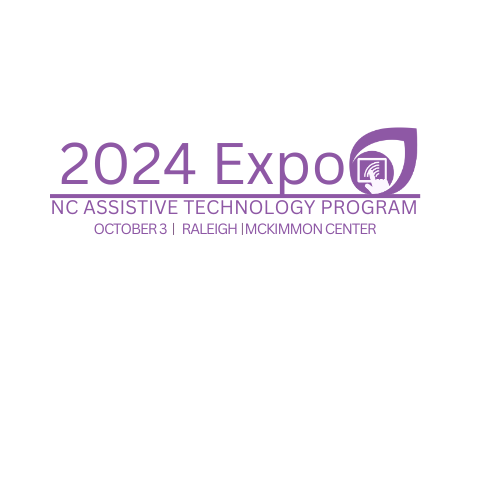 2024 Expo
NC ASSISTIVE TECHNOLOGY PROGRAM
OCTOBER 3 | RALEIGH |MCKIMMON CENTER